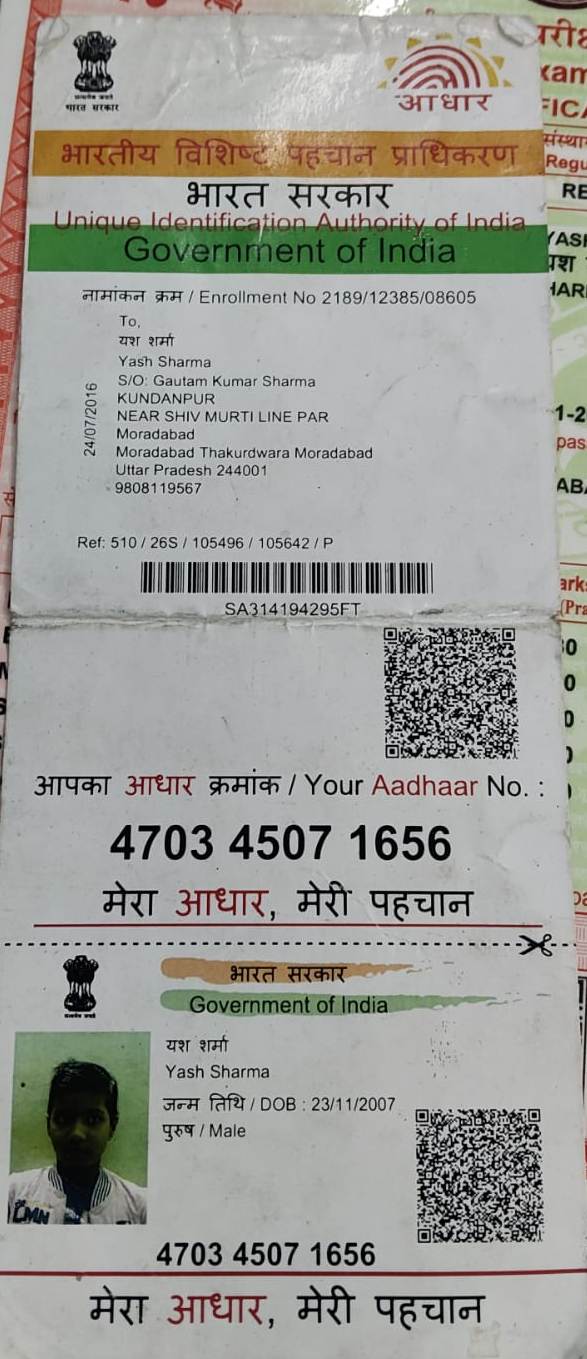 भारत सरकार
आधार
भारतीय विशिष्ट पहचान प्राधिकरण
भारत सरकार
Unique Identification Authority of India
Government of India
नामांकन क्रम / Enrollment No 2189/12385/08605
To,
यश शर्मा
Yash Sharma
S/O: Gautam Kumar Sharma
KUNDANPUR
NEAR SHIV MURTI LINE PAR
Moradabad
Moradabad Thakurdwara Moradabad
Uttar Pradesh 244001
9808119567
24/07/2016
Ref: 510 / 26S / 105496 / 105642 / P
SA314194295FT
आपका आधार क्रमांक / Your Aadhaar No. :
4703 4507 1656
मेरा आधार, मेरी पहचान
भारत सरकार
Government of India
यश शर्मा
Yash Sharma
जन्म तिथि / DOB : 23/11/2007
पुरुष / Male
4703 4507 1656
मेरा आधार, मेरी पहचान